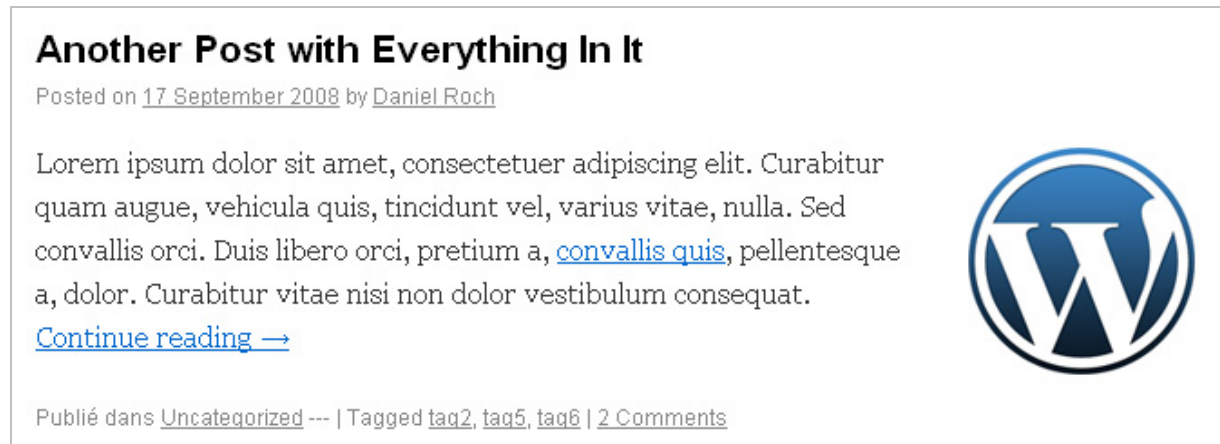 Another Post with Everything In It
Posted on 17 September 2008 by Daniel Roch
Lorem ipsum dolor sit amet, consectetuer adipiscing elit. Curabitur
quam augue, vehicula quis, tincidunt vel, varius vitae, nulla. Sed
convallis orci. Duis libero orci, pretium a, convallis quis, pellentesque
a, dolor. Curabitur vitae nisi non dolor vestibulum consequat.
Continue reading →
W
Publié dans Uncategorized --- | Tagged tag2, tag5, tag6 | 2 Comments